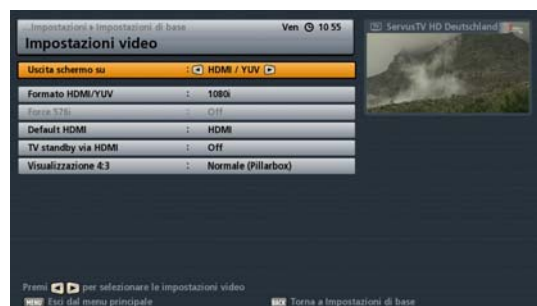 ...Impostazioni ▸ Impostazioni di base
Ven 10 55
Impostazioni video
ServusTV HD Deutschland
Uscita schermo su : HDMI / YUV
Formato HDMI/YUV : 1080i
Force 576i : Off
Default HDMI : HDMI
TV standby via HDMI : Off
Visualizzazione 4:3 : Normale (Pillarbox)
Premi per selezionare le impostazioni video
MENU Esci dal menu principale
BACK Torna a Impostazioni di base